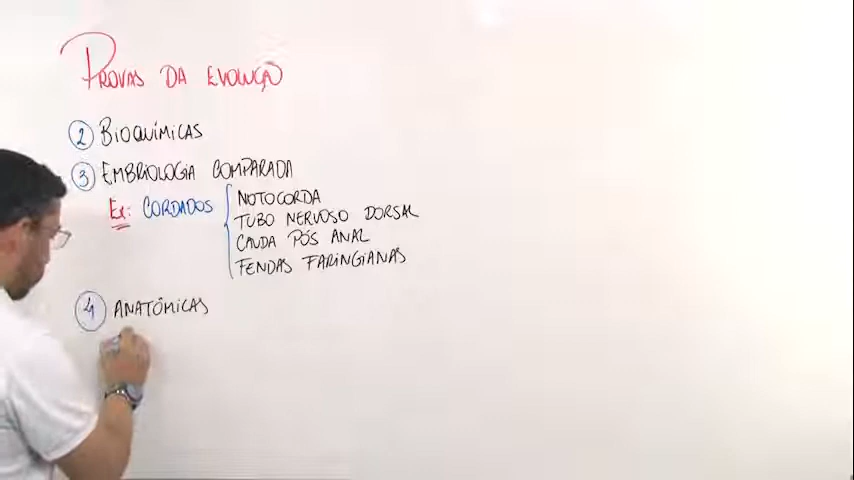 PROVAS DA EVOLUÇÃO
2 BIOQUÍMICAS
3 EMBRIOLOGIA COMPARADA
Ex: CORDADOS { NOTOCORDA
TUBO NERVOSO DORSAL
CAUDA PÓS ANAL
FENDAS FARINGIANAS
4 ANATÔMICAS